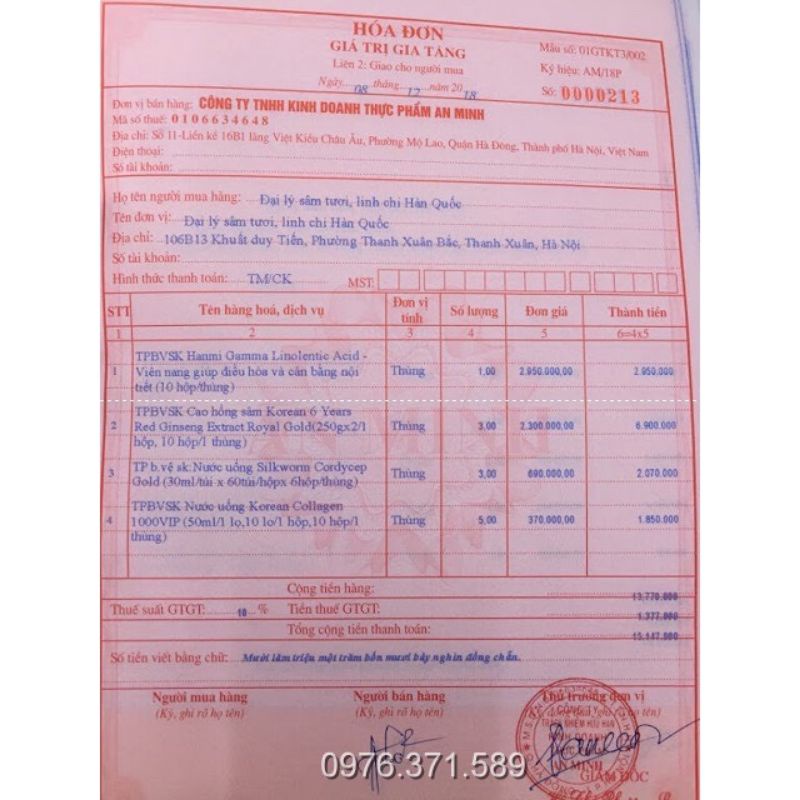 HÓA ĐƠN
GIÁ TRỊ GIA TĂNG
Liên 2: Giao cho người mua
Ngày 08 tháng 12 năm 2018
Mẫu số: 01GTKT3/002
Ký hiệu: AM/18P
Số: 0000213
Đơn vị bán hàng: CÔNG TY TNHH KINH DOANH THỰC PHẨM AN MINH
Mã số thuế: 0106634648
Địa chỉ: Số 11-Liền kề 16B1 làng Việt Kiều Châu Âu, Phường Mộ Lao, Quận Hà Đông, Thành phố Hà Nội, Việt Nam
Điện thoại:
Số tài khoản:
Họ tên người mua hàng: Đại lý sâm tươi, linh chi Hàn Quốc
Tên đơn vị: Đại lý sâm tươi, linh chi Hàn Quốc
Địa chỉ: 106B13 Khuất duy Tiến, Phường Thanh Xuân Bắc, Thanh Xuân, Hà Nội
Số tài khoản:
Hình thức thanh toán: TM/CK MST:
STT Tên hàng hoá, dịch vụ Đơn vị tính Số lượng Đơn giá Thành tiền
1 2 3 4 5 6=4x5
TPBVSK Hanmi Gamma Linolentic Acid -
1 Viên nang giúp điều hòa và cân bằng nội Thùng 1,00 2.950.000,00 2.950.000
tiết (10 hộp/thùng)
TPBVSK Cao hồng sâm Korean 6 Years
2 Red Ginseng Extract Royal Gold(250gx2/1 Thùng 3,00 2.300.000,00 6.900.000
hộp, 10 hộp/1 thùng)
3 TP b.vệ sk:Nước uống Silkworm Cordycep Thùng 3,00 690.000,00 2.070.000
Gold (30ml/túi x 60túi/hộpx 6hộp/thùng)
TPBVSK Nước uống Korean Collagen
4 1000VIP (50ml/1 lọ,10 lọ/1 hộp,10 hộp/1 Thùng 5,00 370.000,00 1.850.000
thùng)
Cộng tiền hàng: 13.770.000
Thuế suất GTGT: 10 % Tiền thuế GTGT: 1.377.000
Tổng cộng tiền thanh toán: 15.147.000
Số tiền viết bằng chữ: Mười lăm triệu một trăm bốn mươi bảy nghìn đồng chẵn.
Người mua hàng Người bán hàng Thủ trưởng đơn vị
(Ký, ghi rõ họ tên) (Ký, ghi rõ họ tên)
CÔNG TY
TRÁCH NHIỆM HỮU HẠN
KINH DOANH
AN MINH
GIÁM ĐỐC
0976.371.589